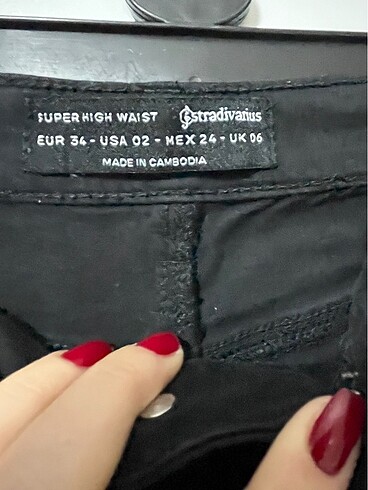 SUPER HIGH WAIST Stradivarius
EUR 34 - USA 02 - MEX 24 - UK 06
MADE IN CAMBODIA